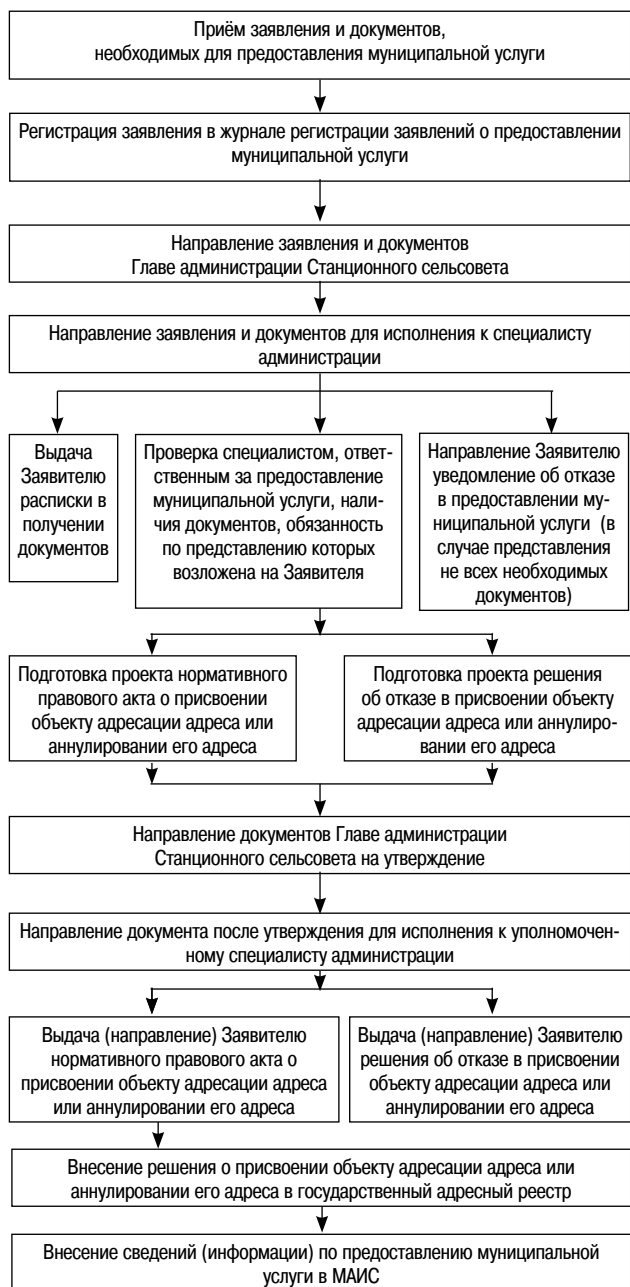 Приём заявления и документов,
необходимых для предоставления муниципальной услуги
Регистрация заявления в журнале регистрации заявлений о предоставлении
муниципальной услуги
Направление заявления и документов
Главе администрации Станционного сельсовета
Направление заявления и документов для исполнения к специалисту
администрации
Выдача
Заявителю
расписки в
получении
документов
Проверка специалистом, ответ-
ственным за предоставление
муниципальной услуги, нали-
чия документов, обязанность
по представлению которых
возложена на Заявителя
Направление Заявителю
уведомление об отказе
в предоставлении му-
ниципальной услуги (в
случае представления
не всех необходимых
документов)
Подготовка проекта нормативного
правового акта о присвоении
объекту адресации адреса или
аннулировании его адреса
Подготовка проекта решения
об отказе в присвоении объекту
адресации адреса или аннулиро-
вании его адреса
Направление документов Главе администрации
Станционного сельсовета на утверждение
Направление документа после утверждения для исполнения к уполномочен-
ному специалисту администрации
Выдача (направление) Заявителю
нормативного правового акта о
присвоении объекту адресации адреса
или аннулировании его адреса
Выдача (направление) Заявителю
решения об отказе в присвоении
объекту адресации адреса или
аннулировании его адреса
Внесение решения о присвоении объекту адресации адреса или
аннулировании его адреса в государственный адресный реестр
Внесение сведений (информации) по предоставлению муниципальной
услуги в МАИС